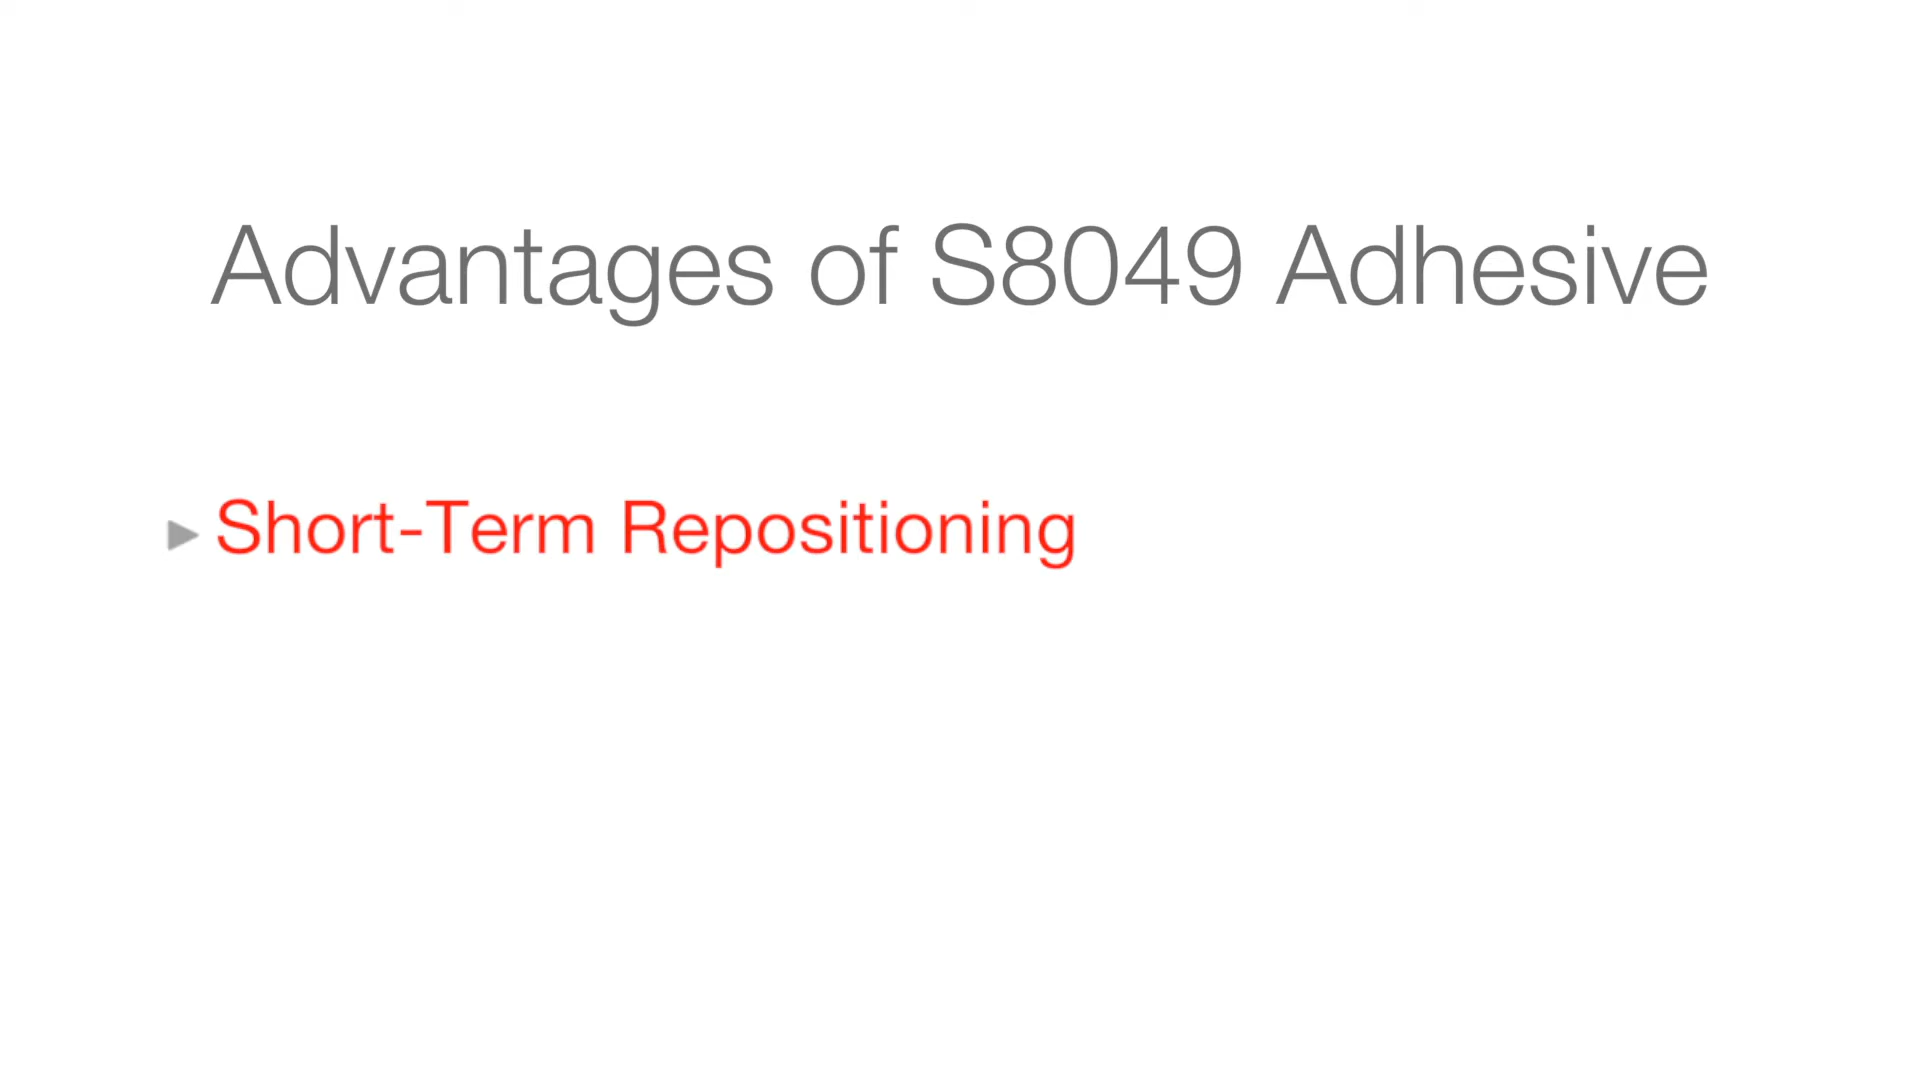 Advantages of S8049 Adhesive
▶ Short-Term Repositioning